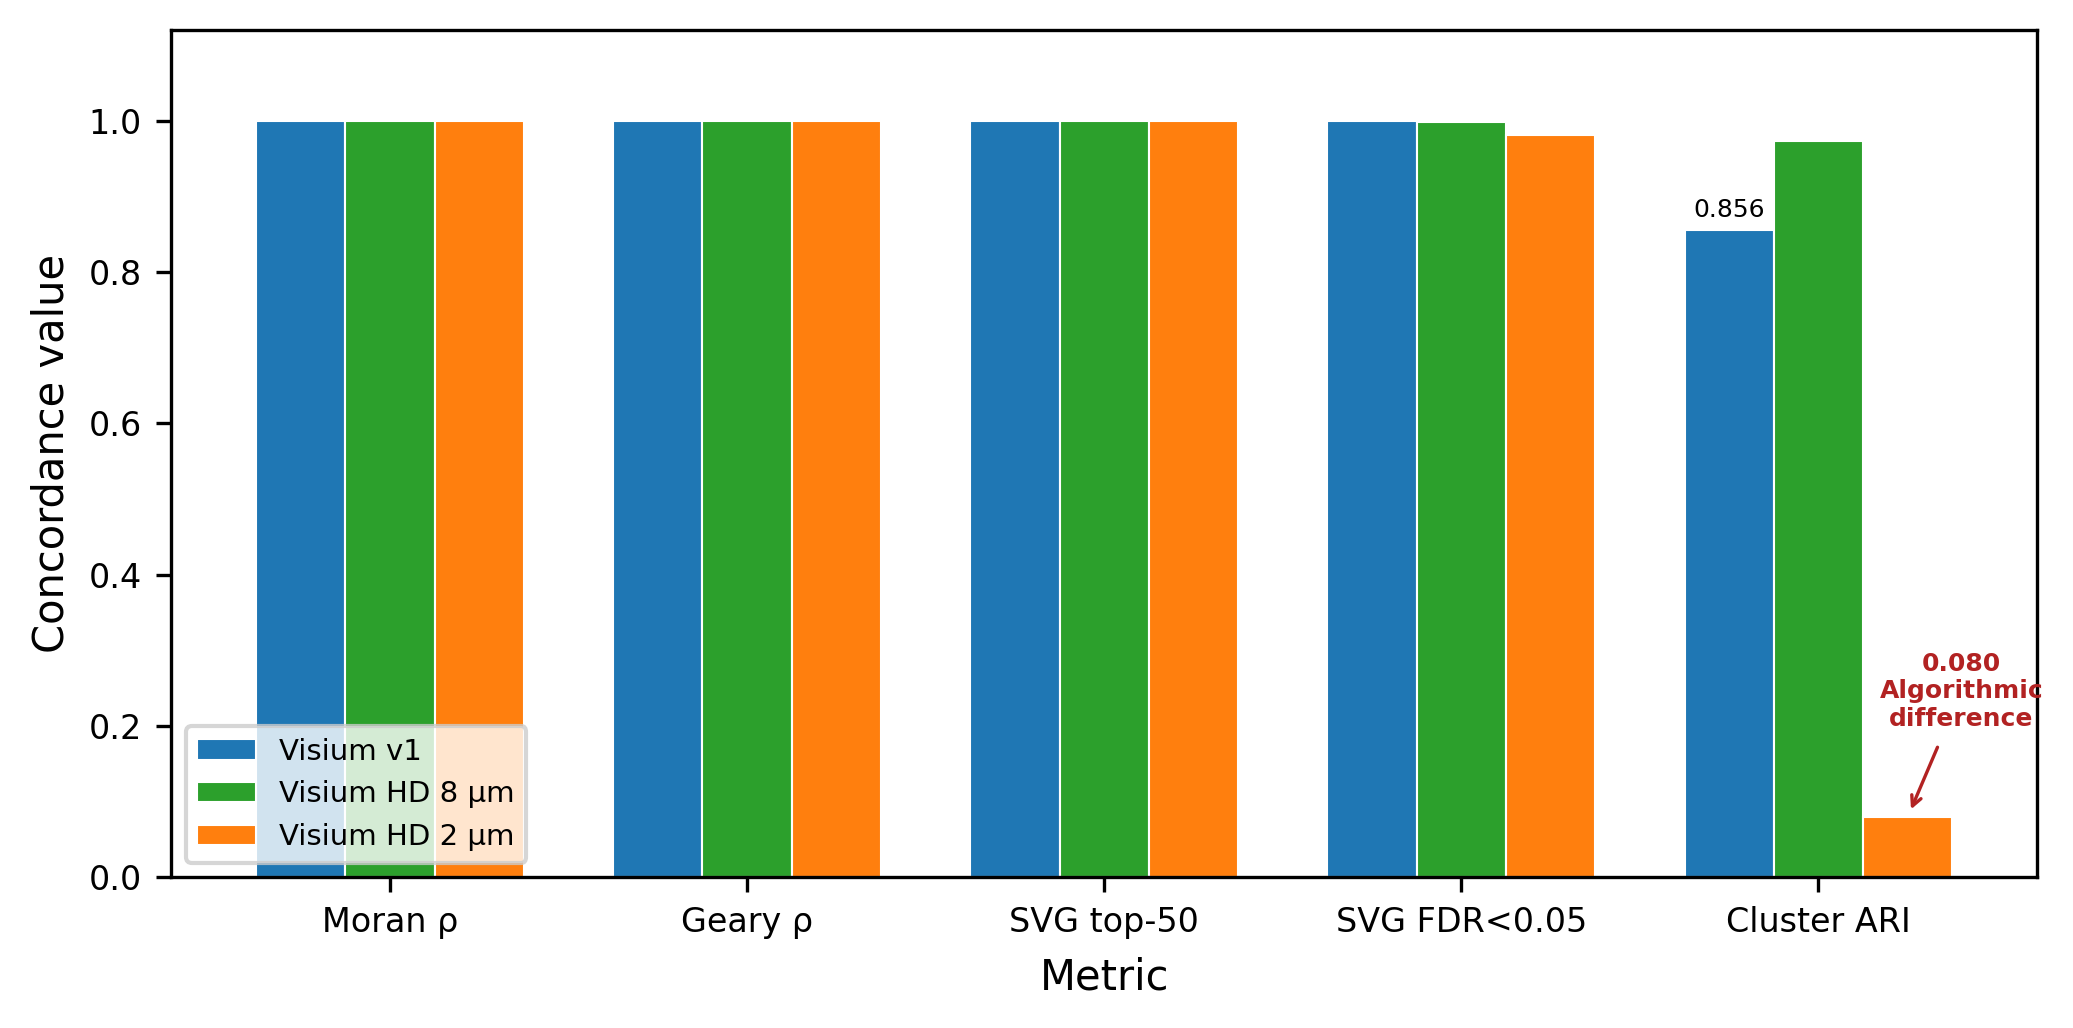 Concordance value
1.0
0.8
0.6
0.4
0.2
0.0
0.856
0.080
Algorithmic
difference
Visium v1
Visium HD 8 µm
Visium HD 2 µm
Moran ρ
Geary ρ
SVG top-50
SVG FDR<0.05
Cluster ARI
Metric